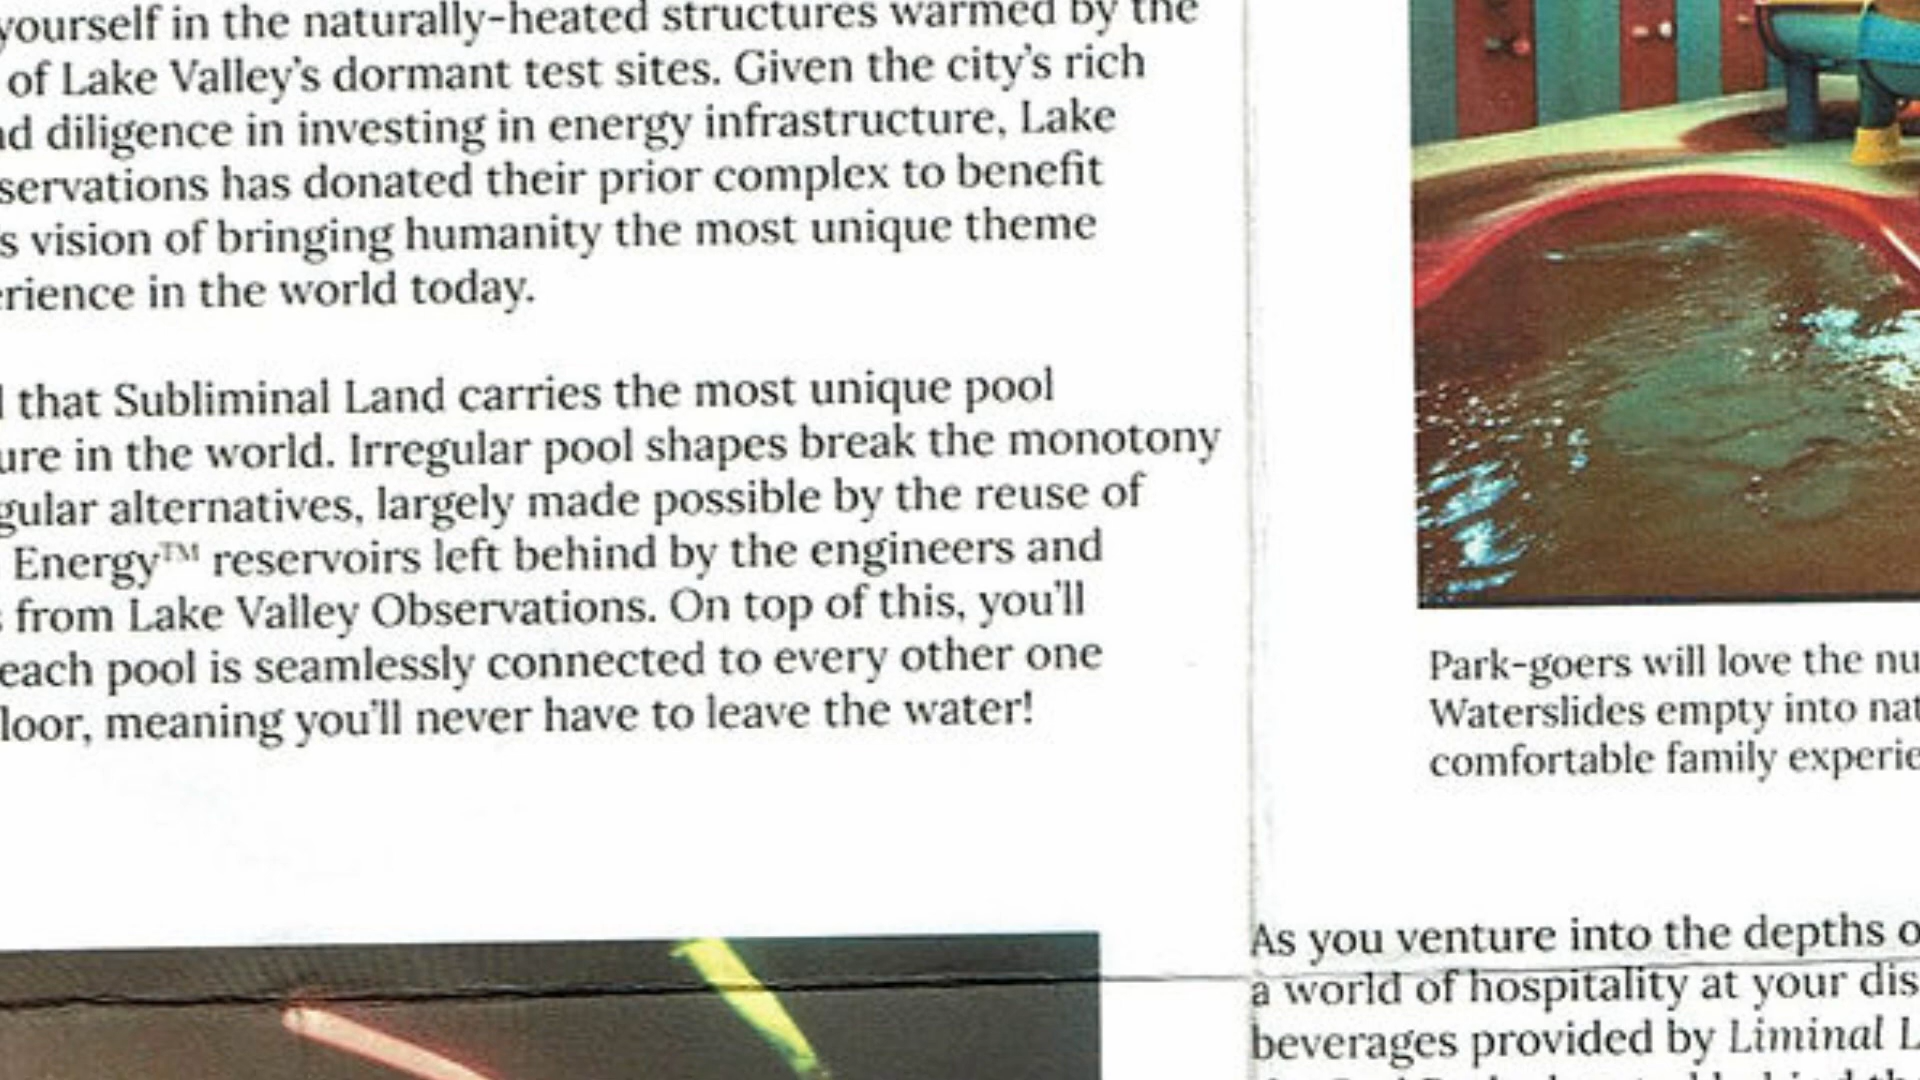 yourself in the naturally-heated structures warmed by the
of Lake Valley's dormant test sites. Given the city's rich
nd diligence in investing in energy infrastructure, Lake
servations has donated their prior complex to benefit
s vision of bringing humanity the most unique theme
erience in the world today.
that Subliminal Land carries the most unique pool
ure in the world. Irregular pool shapes break the monotony
gular alternatives, largely made possible by the reuse of
Energy™ reservoirs left behind by the engineers and
from Lake Valley Observations. On top of this, you'll
each pool is seamlessly connected to every other one
loor, meaning you'll never have to leave the water!
Park-goers will love the nu
Waterslides empty into nat
comfortable family experie
As you venture into the depths o
a world of hospitality at your dis
beverages provided by Liminal L